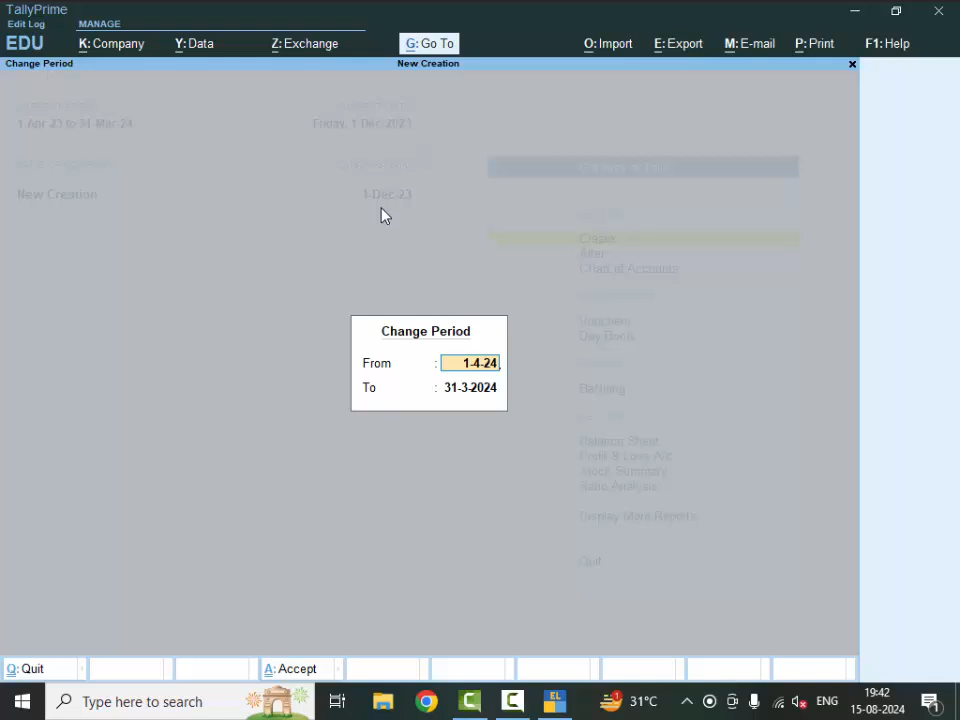 TallyPrime
Edit Log
MANAGE
EDU
K: Company
Y: Data
Z: Exchange
G: Go To
O: Import
E: Export
M: E-mail
P: Print
F1: Help
Change Period
New Creation
1-Apr-23 to 31-Mar-24
Friday, 1-Dec-2023
New Creation
1-Dec-23
Create
Alter
Chart of Accounts
Vouchers
Day Book
Banking
Balance Sheet
Profit & Loss A/c
Stock Summary
Ratio Analysis
Display More Reports
Quit
Change Period
From : 1-4-24
To : 31-3-2024
Q: Quit
A: Accept
Type here to search
31°C
ENG
19:42
15-08-2024